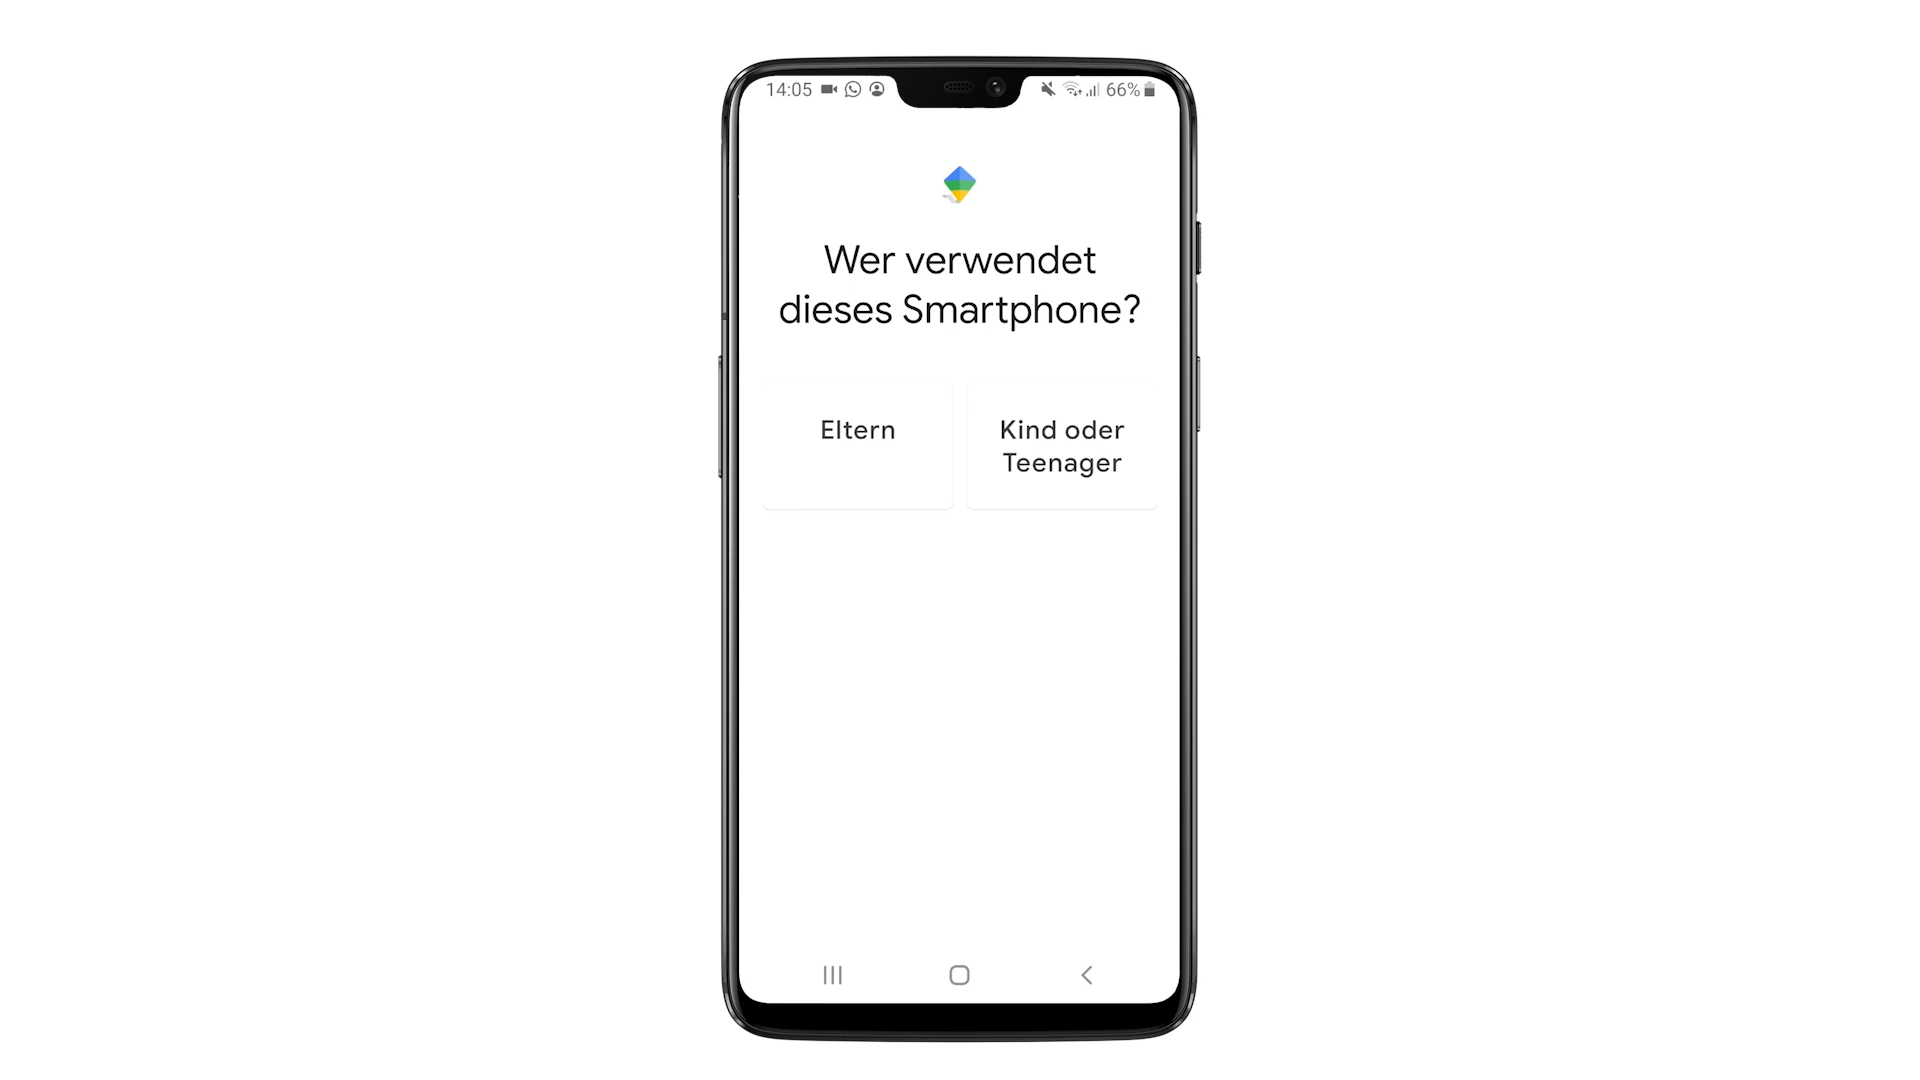 14:05 66%
Wer verwendet
dieses Smartphone?
Eltern
Kind oder
Teenager